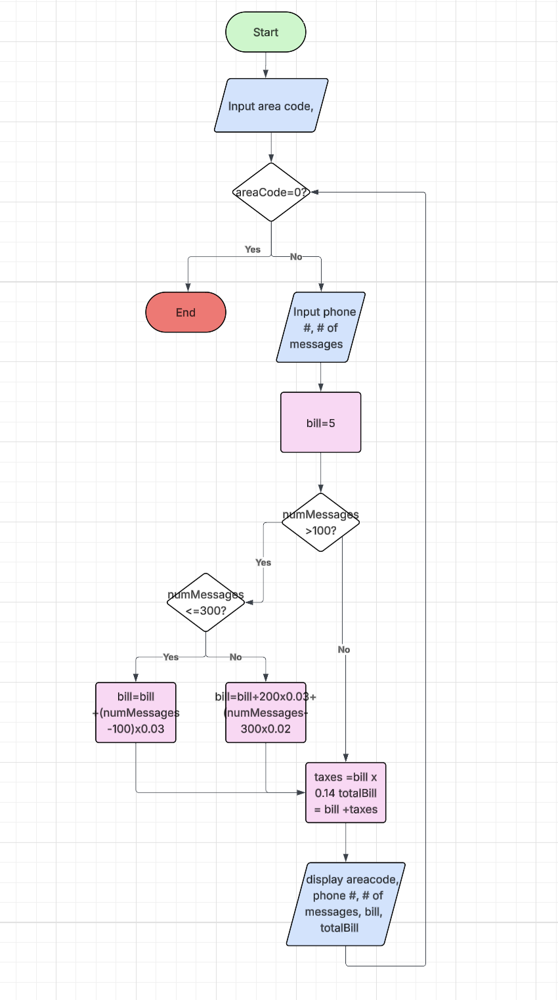 Start
Input area code,
areaCode=0?
Yes
No
End
Input phone
#, # of
messages
bill=5
numMessages
>100?
Yes
numMessages
<=300?
No
Yes
No
bill=bill
+(numMessages
-100)x0.03
bill=bill+200x0.03+
(numMessages-
300x0.02
taxes =bill x
0.14 totalBill
= bill +taxes
display areacode,
phone #, # of
messages, bill,
totalBill